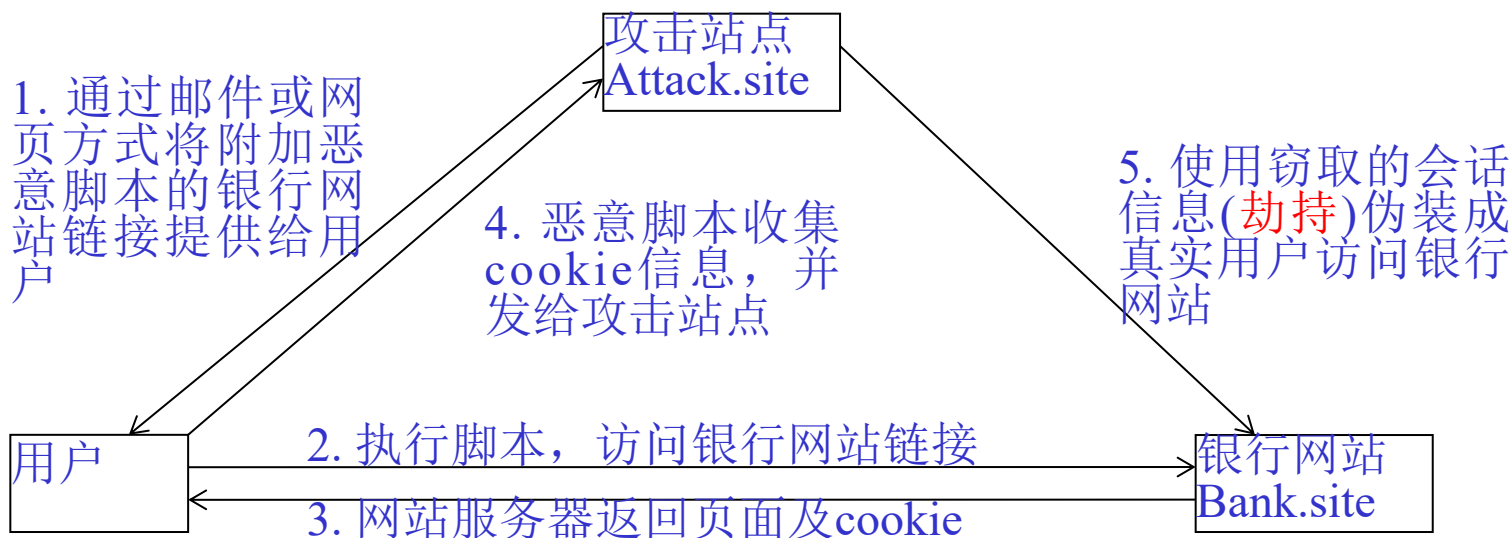 攻击站点
Attack.site
1. 通过邮件或网
页方式将附加恶
意脚本的银行网
站链接提供给用
户
4. 恶意脚本收集
cookie信息，并
发给攻击站点
5. 使用窃取的会话
信息(劫持)伪装成
真实用户访问银行
网站
用户
2. 执行脚本，访问银行网站链接
3. 网站服务器返回页面及cookie
银行网站
Bank.site